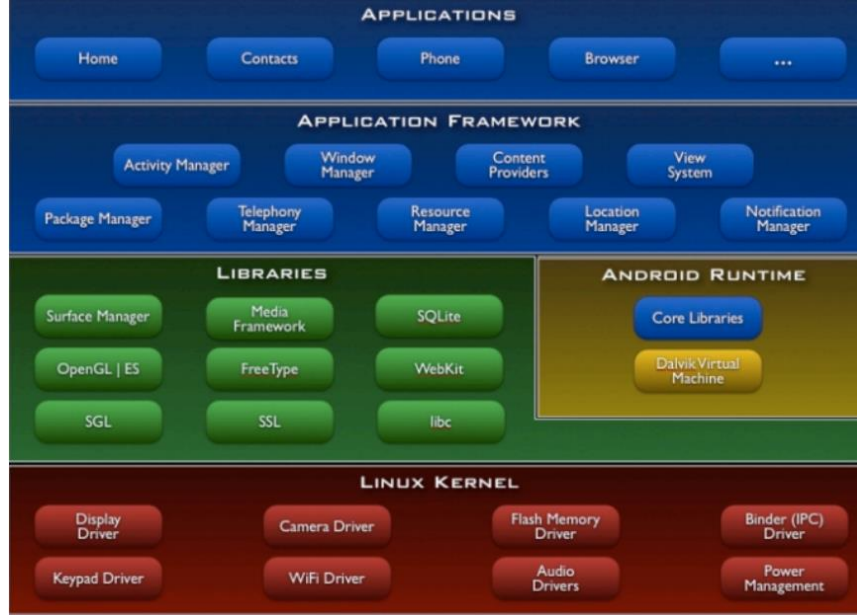 APPLICATIONS
Home
Contacts
Phone
Browser
...
APPLICATION FRAMEWORK
Activity Manager
Window
Manager
Content
Providers
View
System
Package Manager
Telephony
Manager
Resource
Manager
Location
Manager
Notification
Manager
LIBRARIES
Surface Manager
Media
Framework
SQLite
OpenGL | ES
FreeType
WebKit
SGL
SSL
libc
ANDROID RUNTIME
Core Libraries
Dalvik Virtual
Machine
LINUX KERNEL
Display
Driver
Camera Driver
Flash Memory
Driver
Binder (IPC)
Driver
Keypad Driver
WiFi Driver
Audio
Drivers
Power
Management